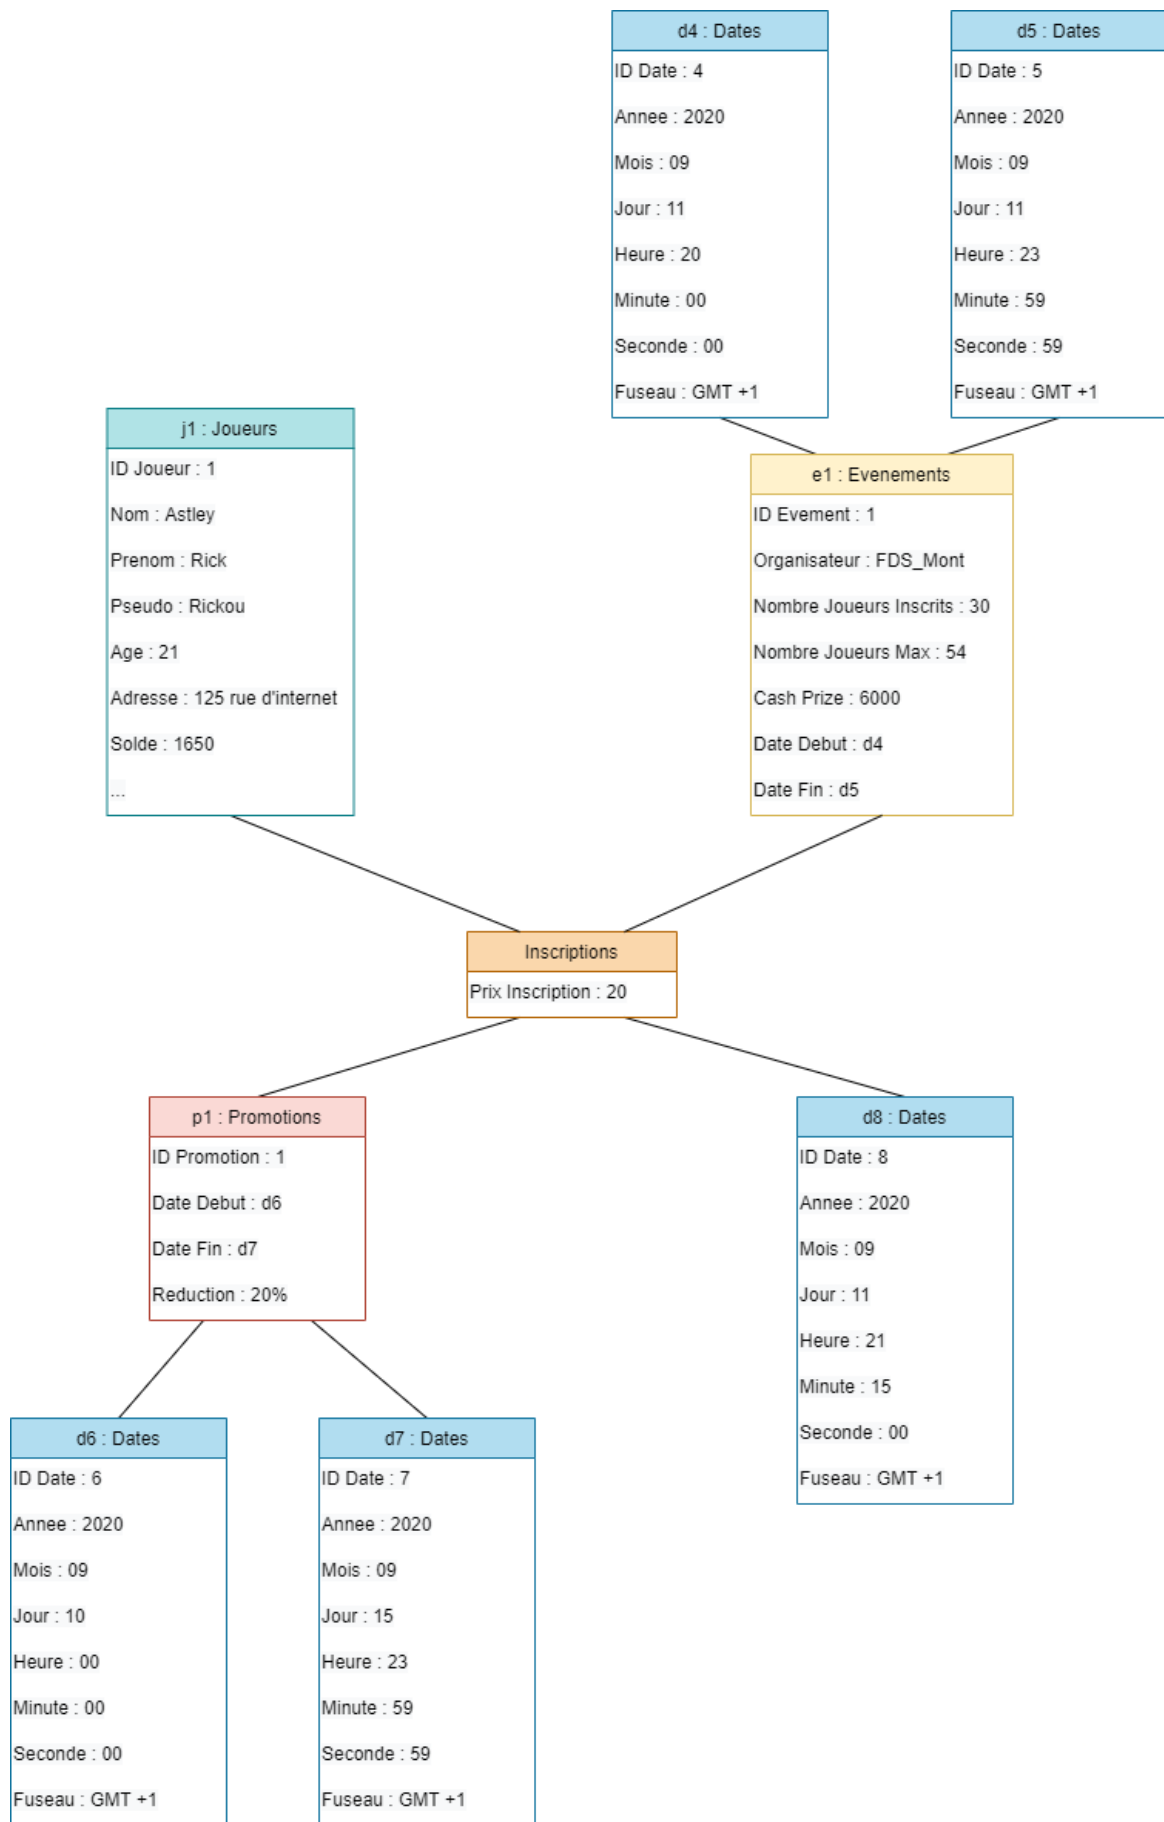 d4 : Dates
ID Date : 4
Annee : 2020
Mois : 09
Jour : 11
Heure : 20
Minute : 00
Seconde : 00
Fuseau : GMT +1
d5 : Dates
ID Date : 5
Annee : 2020
Mois : 09
Jour : 11
Heure : 23
Minute : 59
Seconde : 59
Fuseau : GMT +1
j1 : Joueurs
ID Joueur : 1
Nom : Astley
Prenom : Rick
Pseudo : Rickou
Age : 21
Adresse : 125 rue d'internet
Solde : 1650
...
e1 : Evenements
ID Evement : 1
Organisateur : FDS_Mont
Nombre Joueurs Inscrits : 30
Nombre Joueurs Max : 54
Cash Prize : 6000
Date Debut : d4
Date Fin : d5
Inscriptions
Prix Inscription : 20
p1 : Promotions
ID Promotion : 1
Date Debut : d6
Date Fin : d7
Reduction : 20%
d8 : Dates
ID Date : 8
Annee : 2020
Mois : 09
Jour : 11
Heure : 21
Minute : 15
Seconde : 00
Fuseau : GMT +1
d6 : Dates
ID Date : 6
Annee : 2020
Mois : 09
Jour : 10
Heure : 00
Minute : 00
Seconde : 00
Fuseau : GMT +1
d7 : Dates
ID Date : 7
Annee : 2020
Mois : 09
Jour : 15
Heure : 23
Minute : 59
Seconde : 59
Fuseau : GMT +1